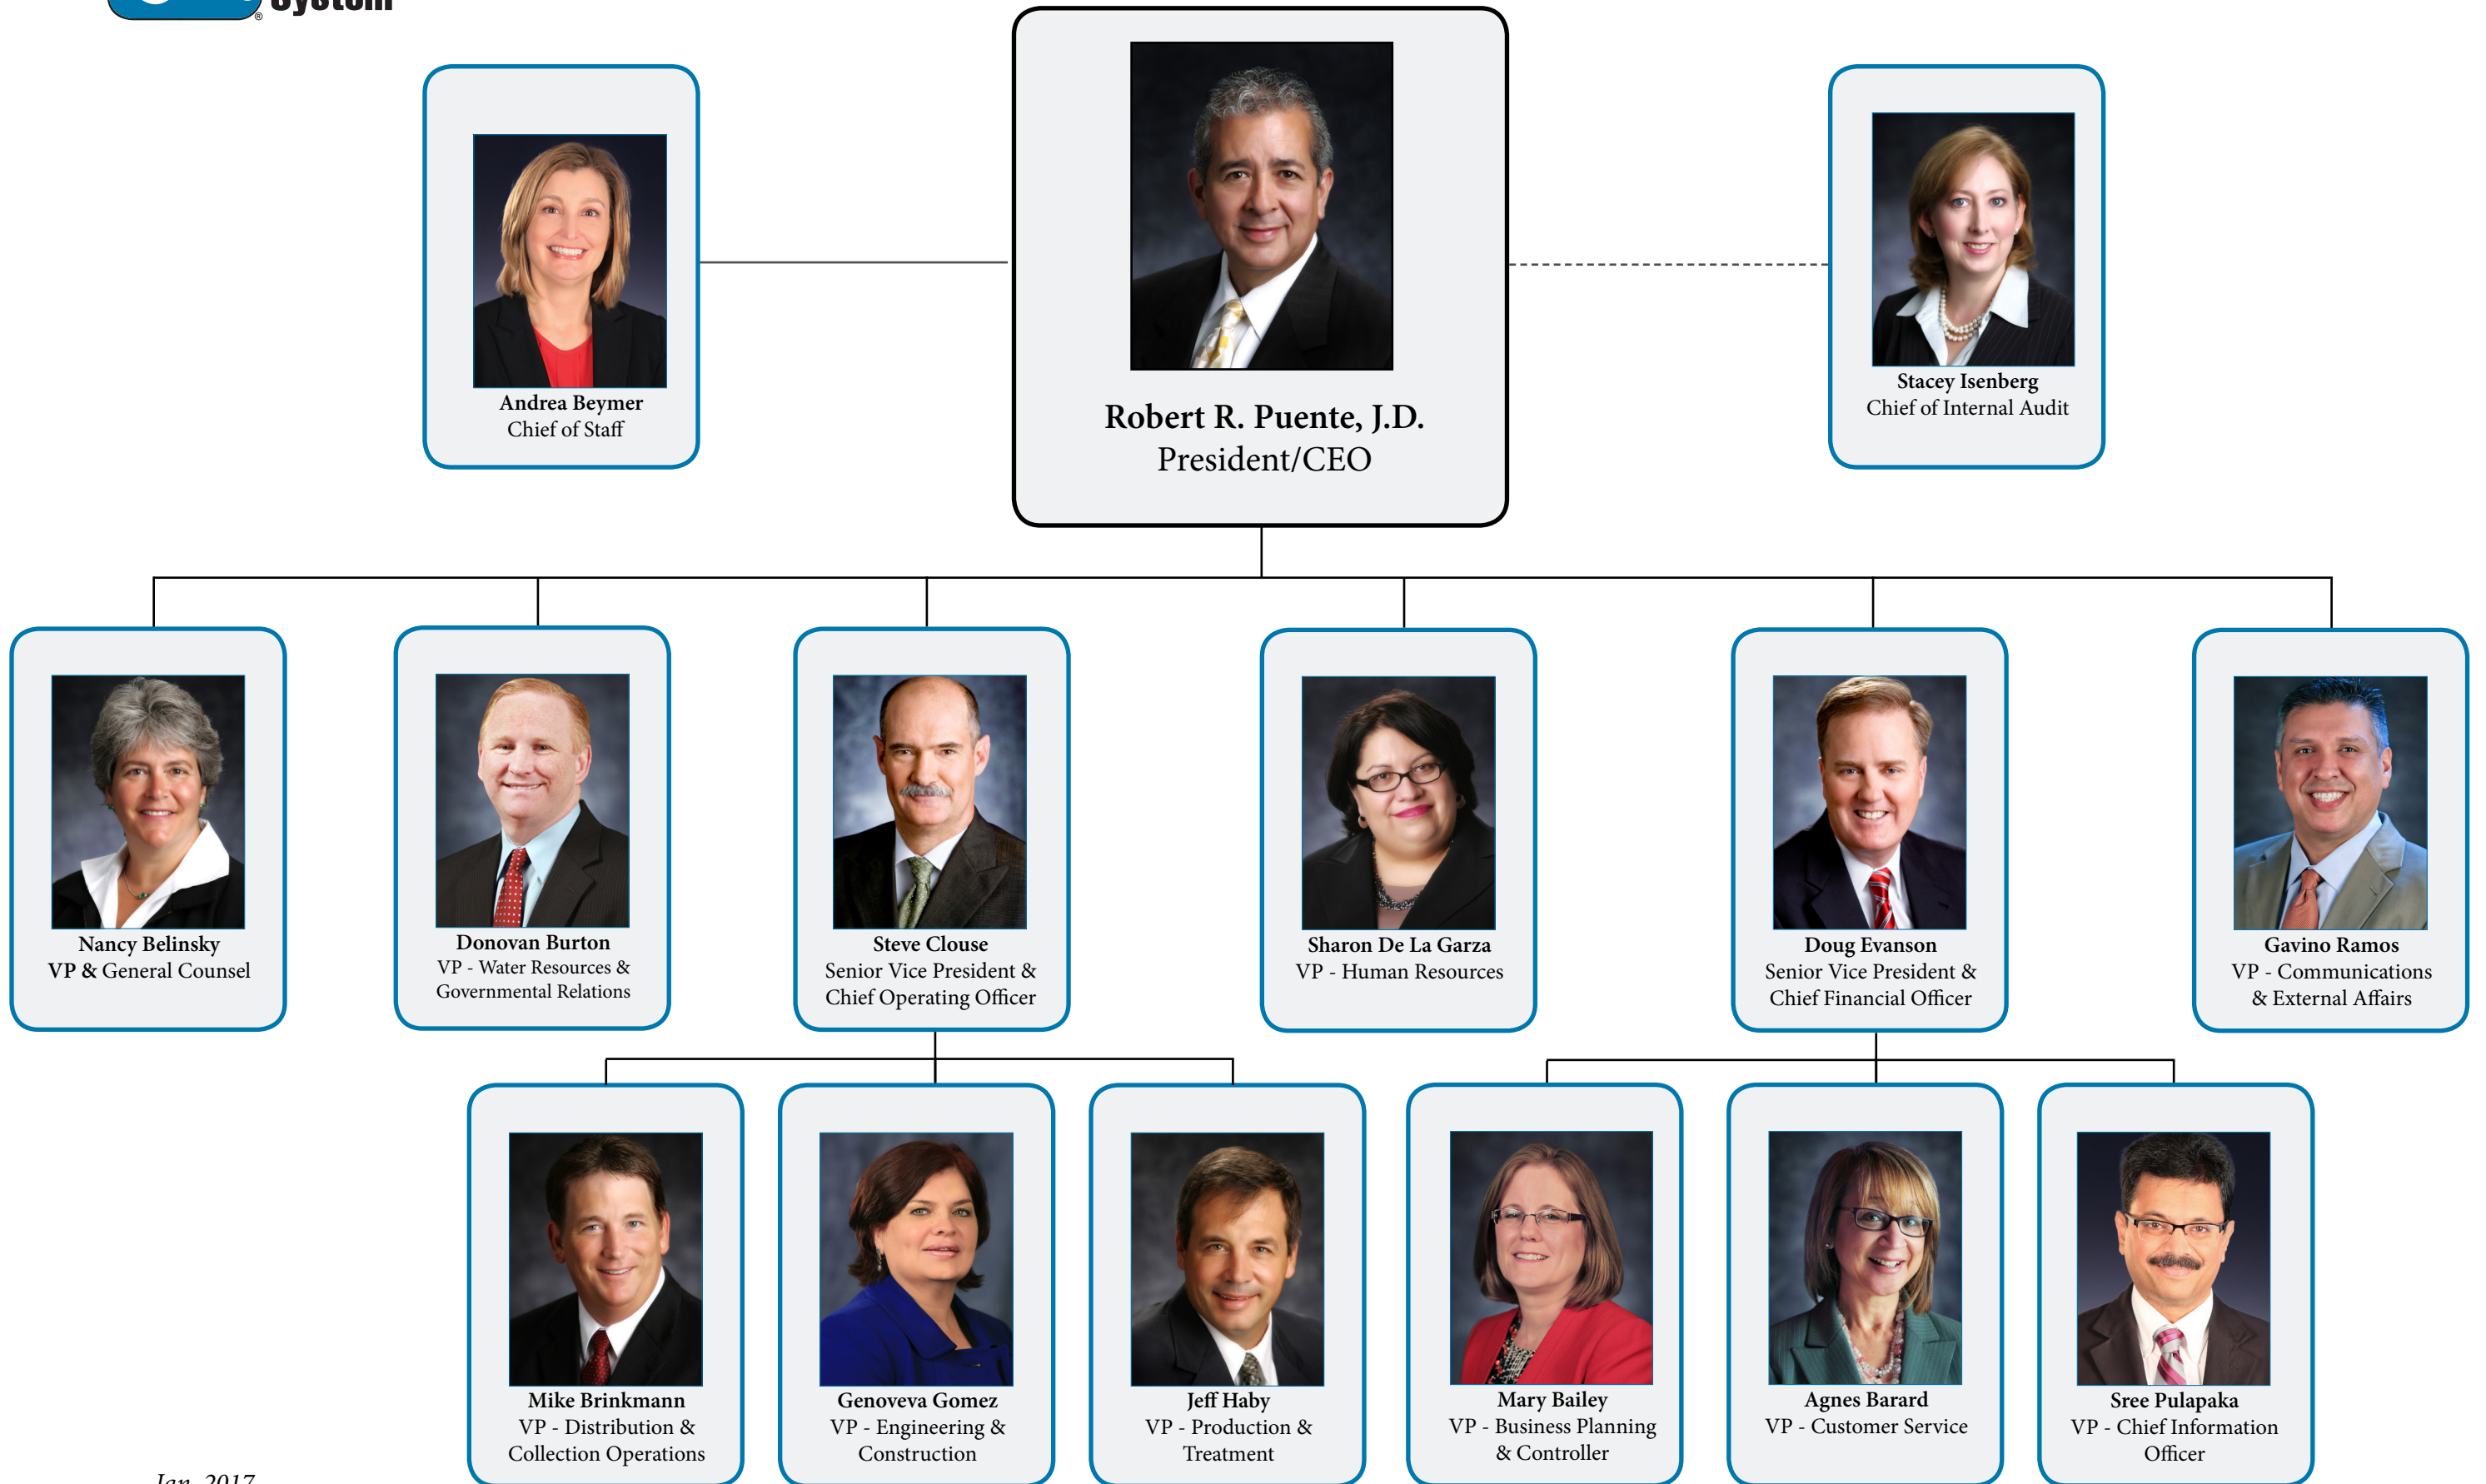 System
®
Robert R. Puente, J.D.
President/CEO
Andrea Beymer
Chief of Staff
Stacey Isenberg
Chief of Internal Audit
Nancy Belinsky
VP & General Counsel
Donovan Burton
VP - Water Resources &
Governmental Relations
Steve Clouse
Senior Vice President &
Chief Operating Officer
Sharon De La Garza
VP - Human Resources
Doug Evanson
Senior Vice President &
Chief Financial Officer
Gavino Ramos
VP - Communications
& External Affairs
Mike Brinkmann
VP - Distribution &
Collection Operations
Genoveva Gomez
VP - Engineering &
Construction
Jeff Haby
VP - Production &
Treatment
Mary Bailey
VP - Business Planning
& Controller
Agnes Barard
VP - Customer Service
Sree Pulapaka
VP - Chief Information
Officer
Jan. 2017